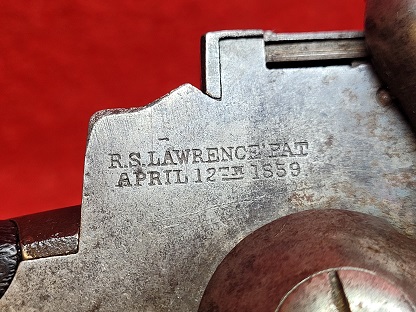 R.S. LAWRENCE PAT
APRIL 12TH 1859